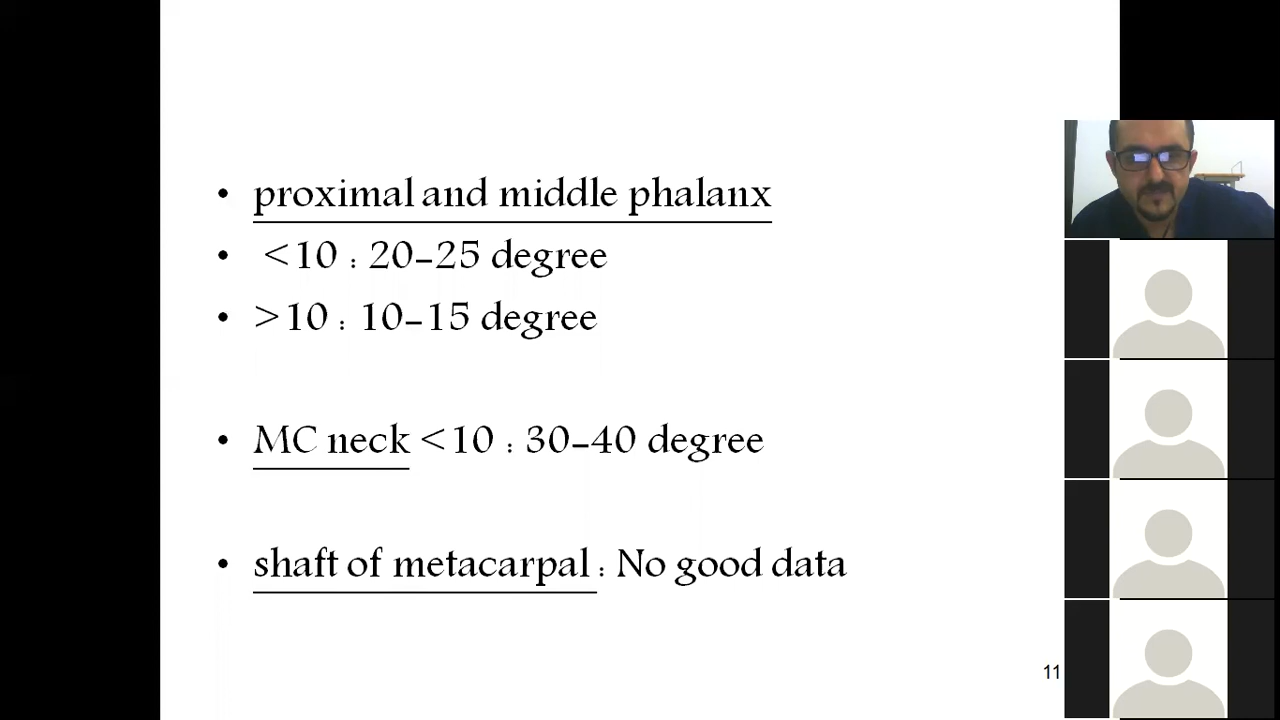 • proximal and middle phalanx
• <10 : 20-25 degree
• >10 : 10-15 degree
• MC neck <10 : 30-40 degree
• shaft of metacarpal : No good data
11